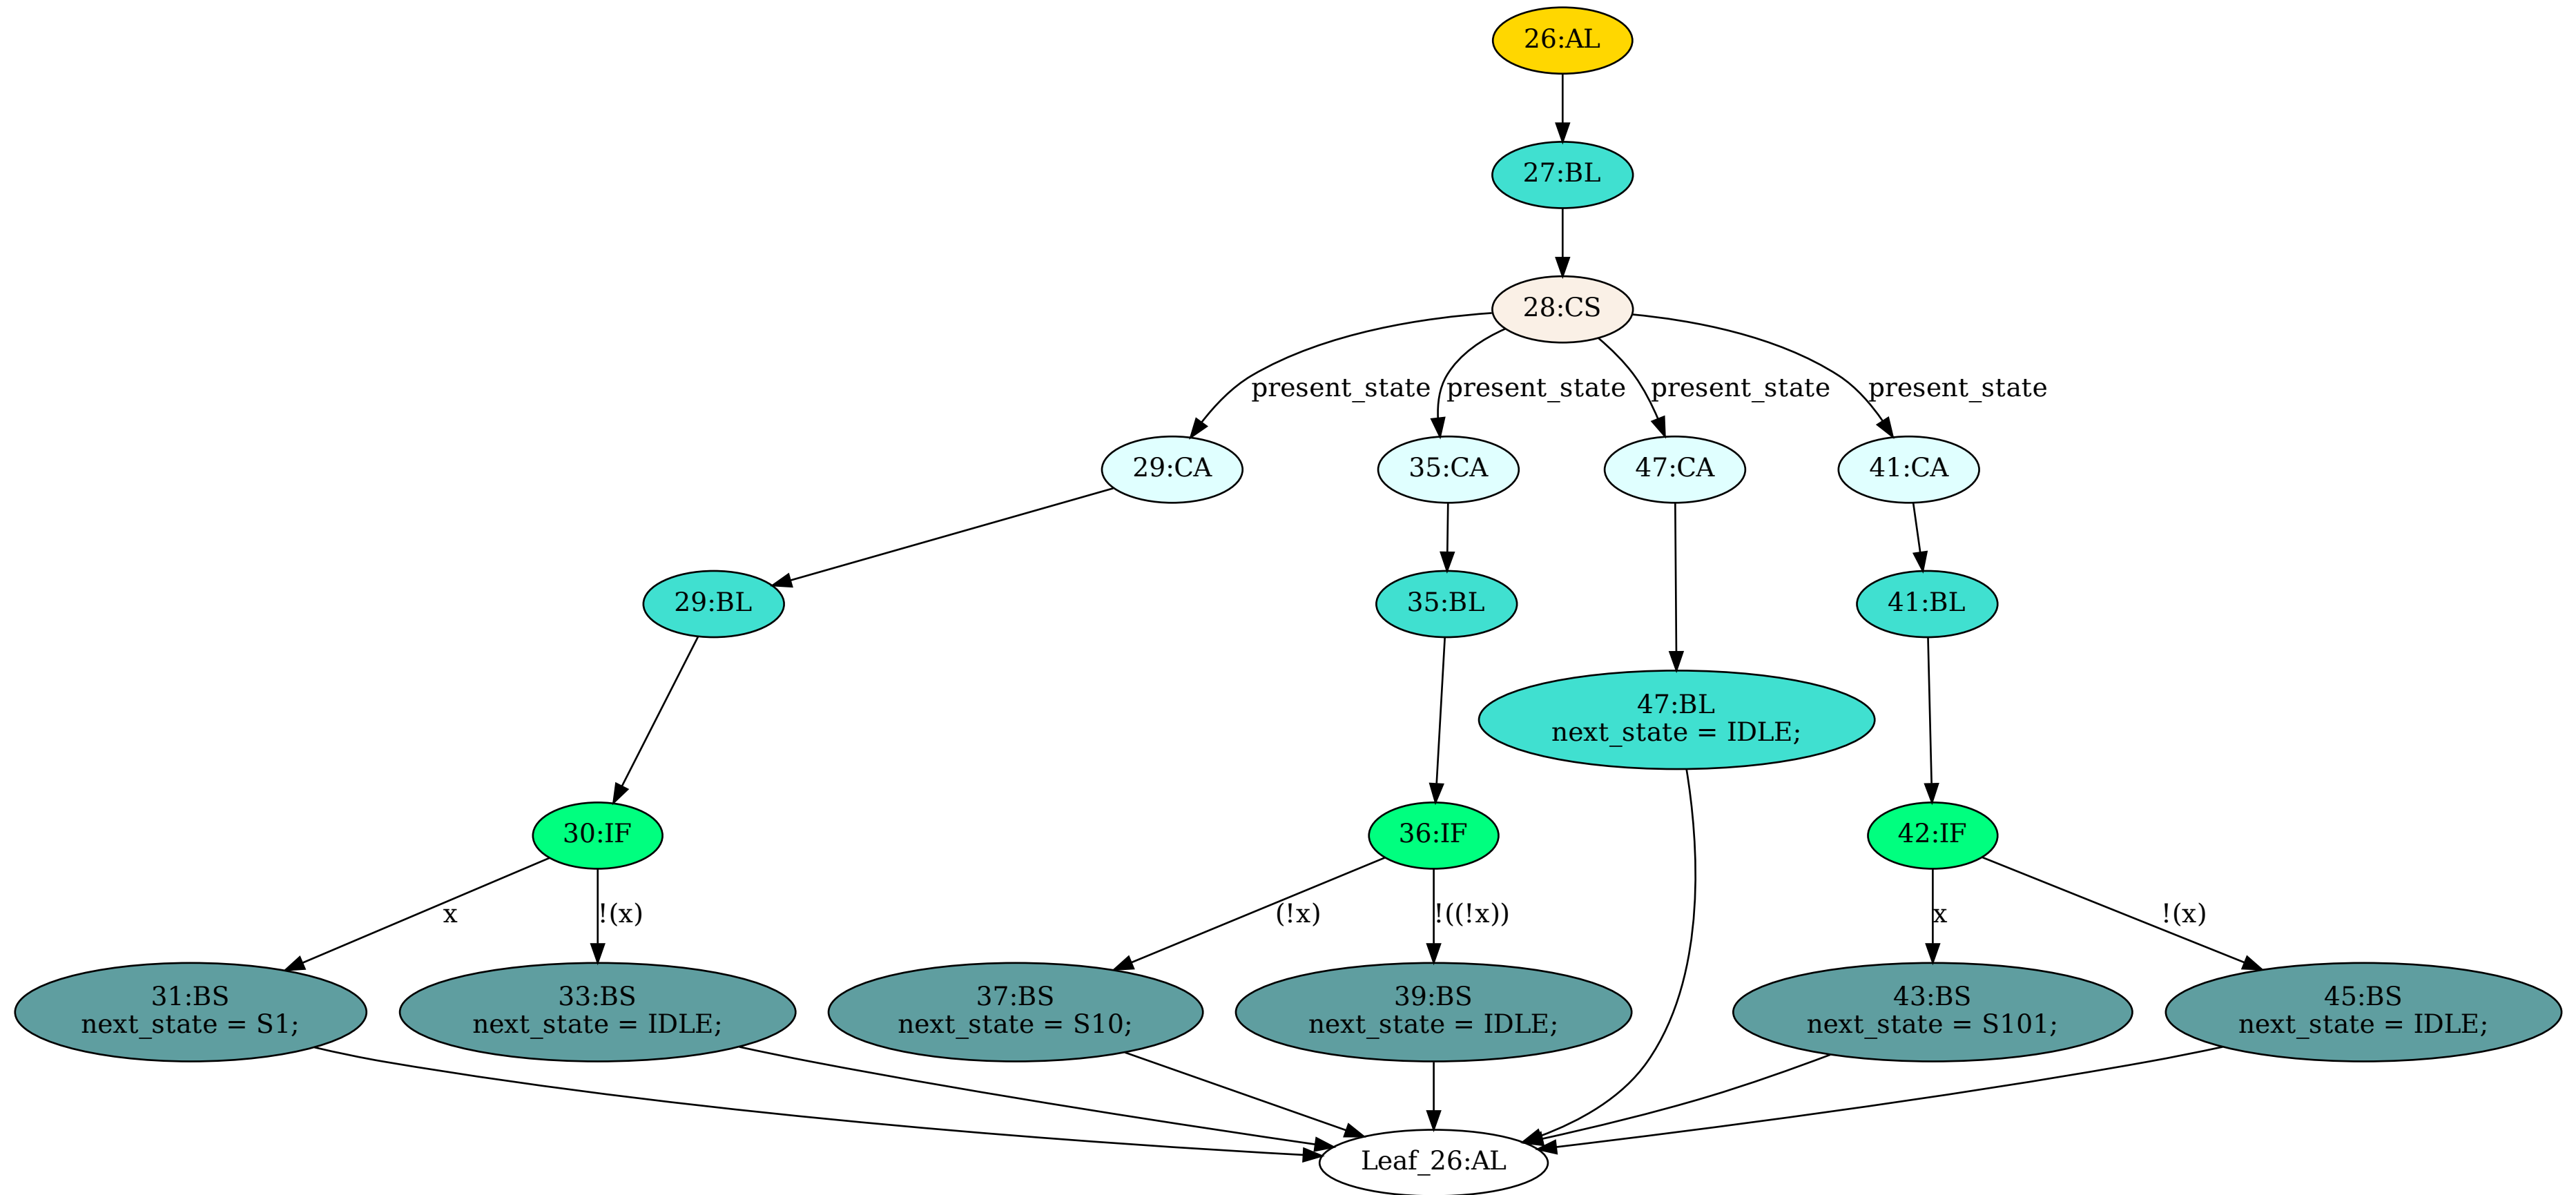 26:AL
27:BL
28:CS
present_state
present_state
present_state
present_state
29:CA
35:CA
47:CA
41:CA
29:BL
35:BL
41:BL
47:BL
next_state = IDLE;
30:IF
36:IF
42:IF
x
!(x)
(!x)
!((!x))
x
!(x)
31:BS
next_state = S1;
33:BS
next_state = IDLE;
37:BS
next_state = S10;
39:BS
next_state = IDLE;
43:BS
next_state = S101;
45:BS
next_state = IDLE;
Leaf_26:AL